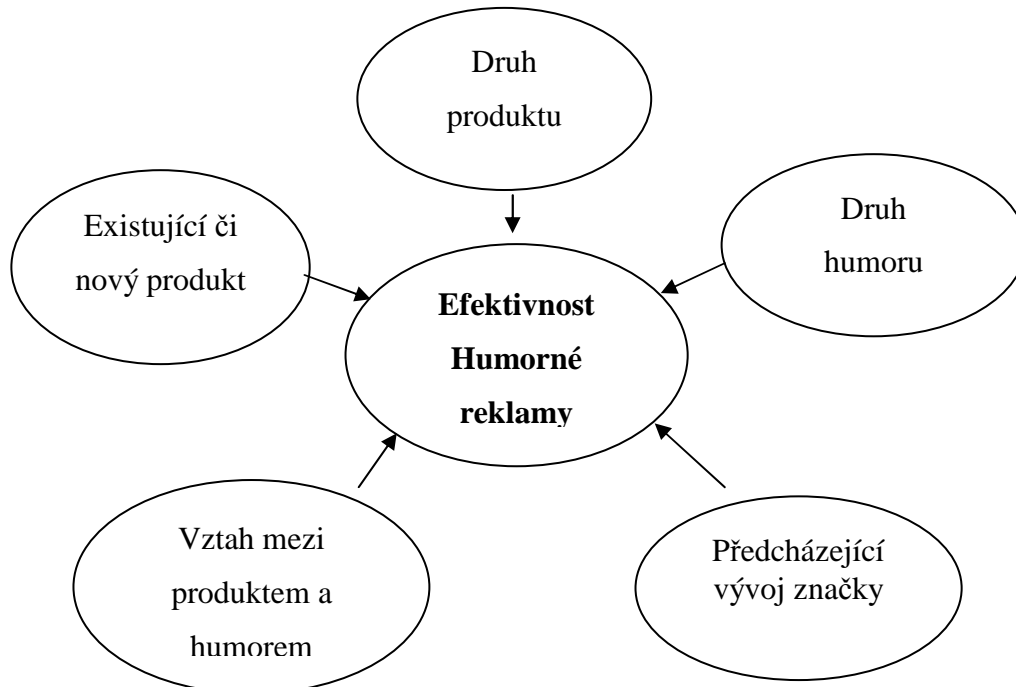 Druh
produktu
Existující či
nový produkt
Druh
humoru
Efektivnost
Humorné
reklamy
Vztah mezi
produktem a
humorem
Předcházející
vývoj značky